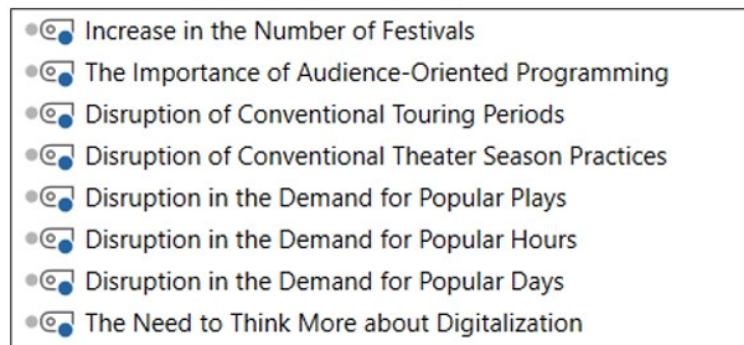 Increase in the Number of Festivals
The Importance of Audience-Oriented Programming
Disruption of Conventional Touring Periods
Disruption of Conventional Theater Season Practices
Disruption in the Demand for Popular Plays
Disruption in the Demand for Popular Hours
Disruption in the Demand for Popular Days
The Need to Think More about Digitalization